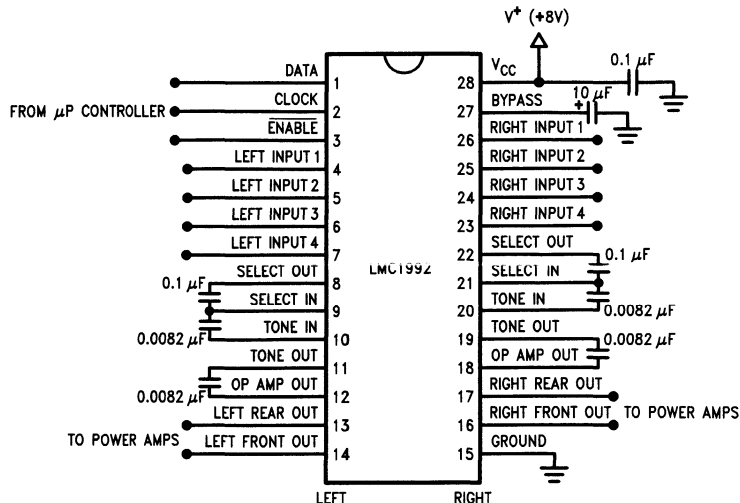 V⁺ (+8V)
DATA 1 28 V_CC 0.1 μF
FROM μP CONTROLLER CLOCK 2 27 BYPASS 10 μF +
ENABLE 3 26 RIGHT INPUT 1
LEFT INPUT 1 4 25 RIGHT INPUT 2
LEFT INPUT 2 5 24 RIGHT INPUT 3
LEFT INPUT 3 6 23 RIGHT INPUT 4
LEFT INPUT 4 7 22 SELECT OUT
LMC1992
0.1 μF SELECT OUT 8 21 SELECT IN 0.1 μF
SELECT IN 9 20 TONE IN 0.0082 μF
0.0082 μF TONE IN 10 19 TONE OUT 0.0082 μF
TONE OUT 11 18 OP AMP OUT
0.0082 μF OP AMP OUT 12 17 RIGHT REAR OUT
LEFT REAR OUT 13 16 RIGHT FRONT OUT TO POWER AMPS
TO POWER AMPS LEFT FRONT OUT 14 15 GROUND
LEFT RIGHT